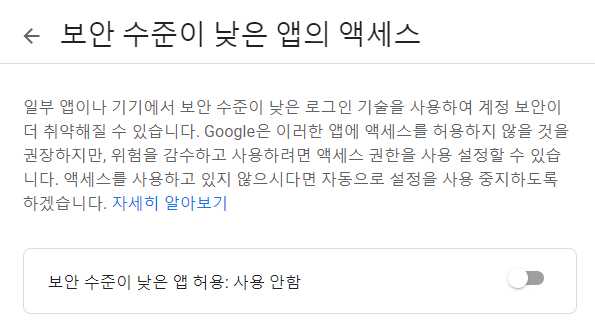 보안 수준이 낮은 앱의 액세스
일부 앱이나 기기에서 보안 수준이 낮은 로그인 기술을 사용하여 계정 보안이
더 취약해질 수 있습니다. Google은 이러한 앱에 액세스를 허용하지 않을 것을
권장하지만, 위험을 감수하고 사용하려면 액세스 권한을 사용 설정할 수 있습
니다. 액세스를 사용하고 있지 않으시다면 자동으로 설정을 사용 중지하도록
하겠습니다. 자세히 알아보기
보안 수준이 낮은 앱 허용: 사용 안함